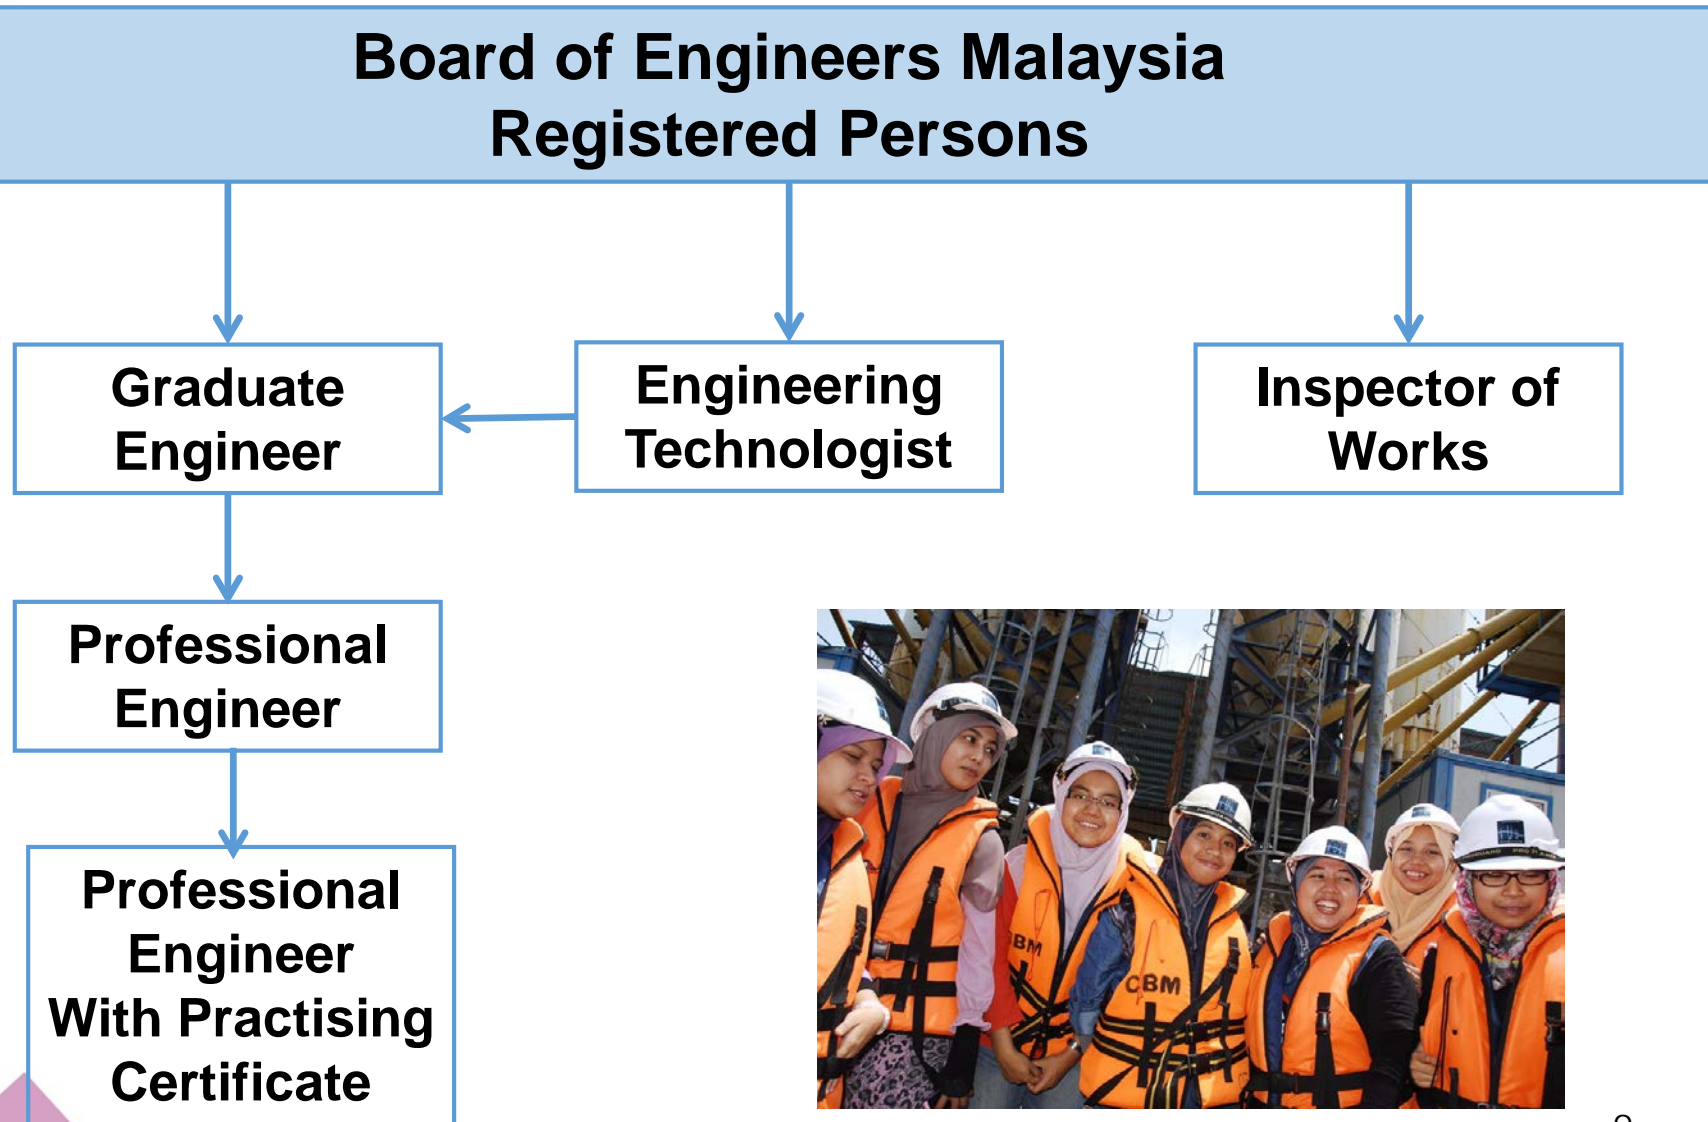 Board of Engineers Malaysia
Registered Persons
Graduate
Engineer
Engineering
Technologist
Inspector of
Works
Professional
Engineer
Professional
Engineer
With Practising
Certificate
CBM